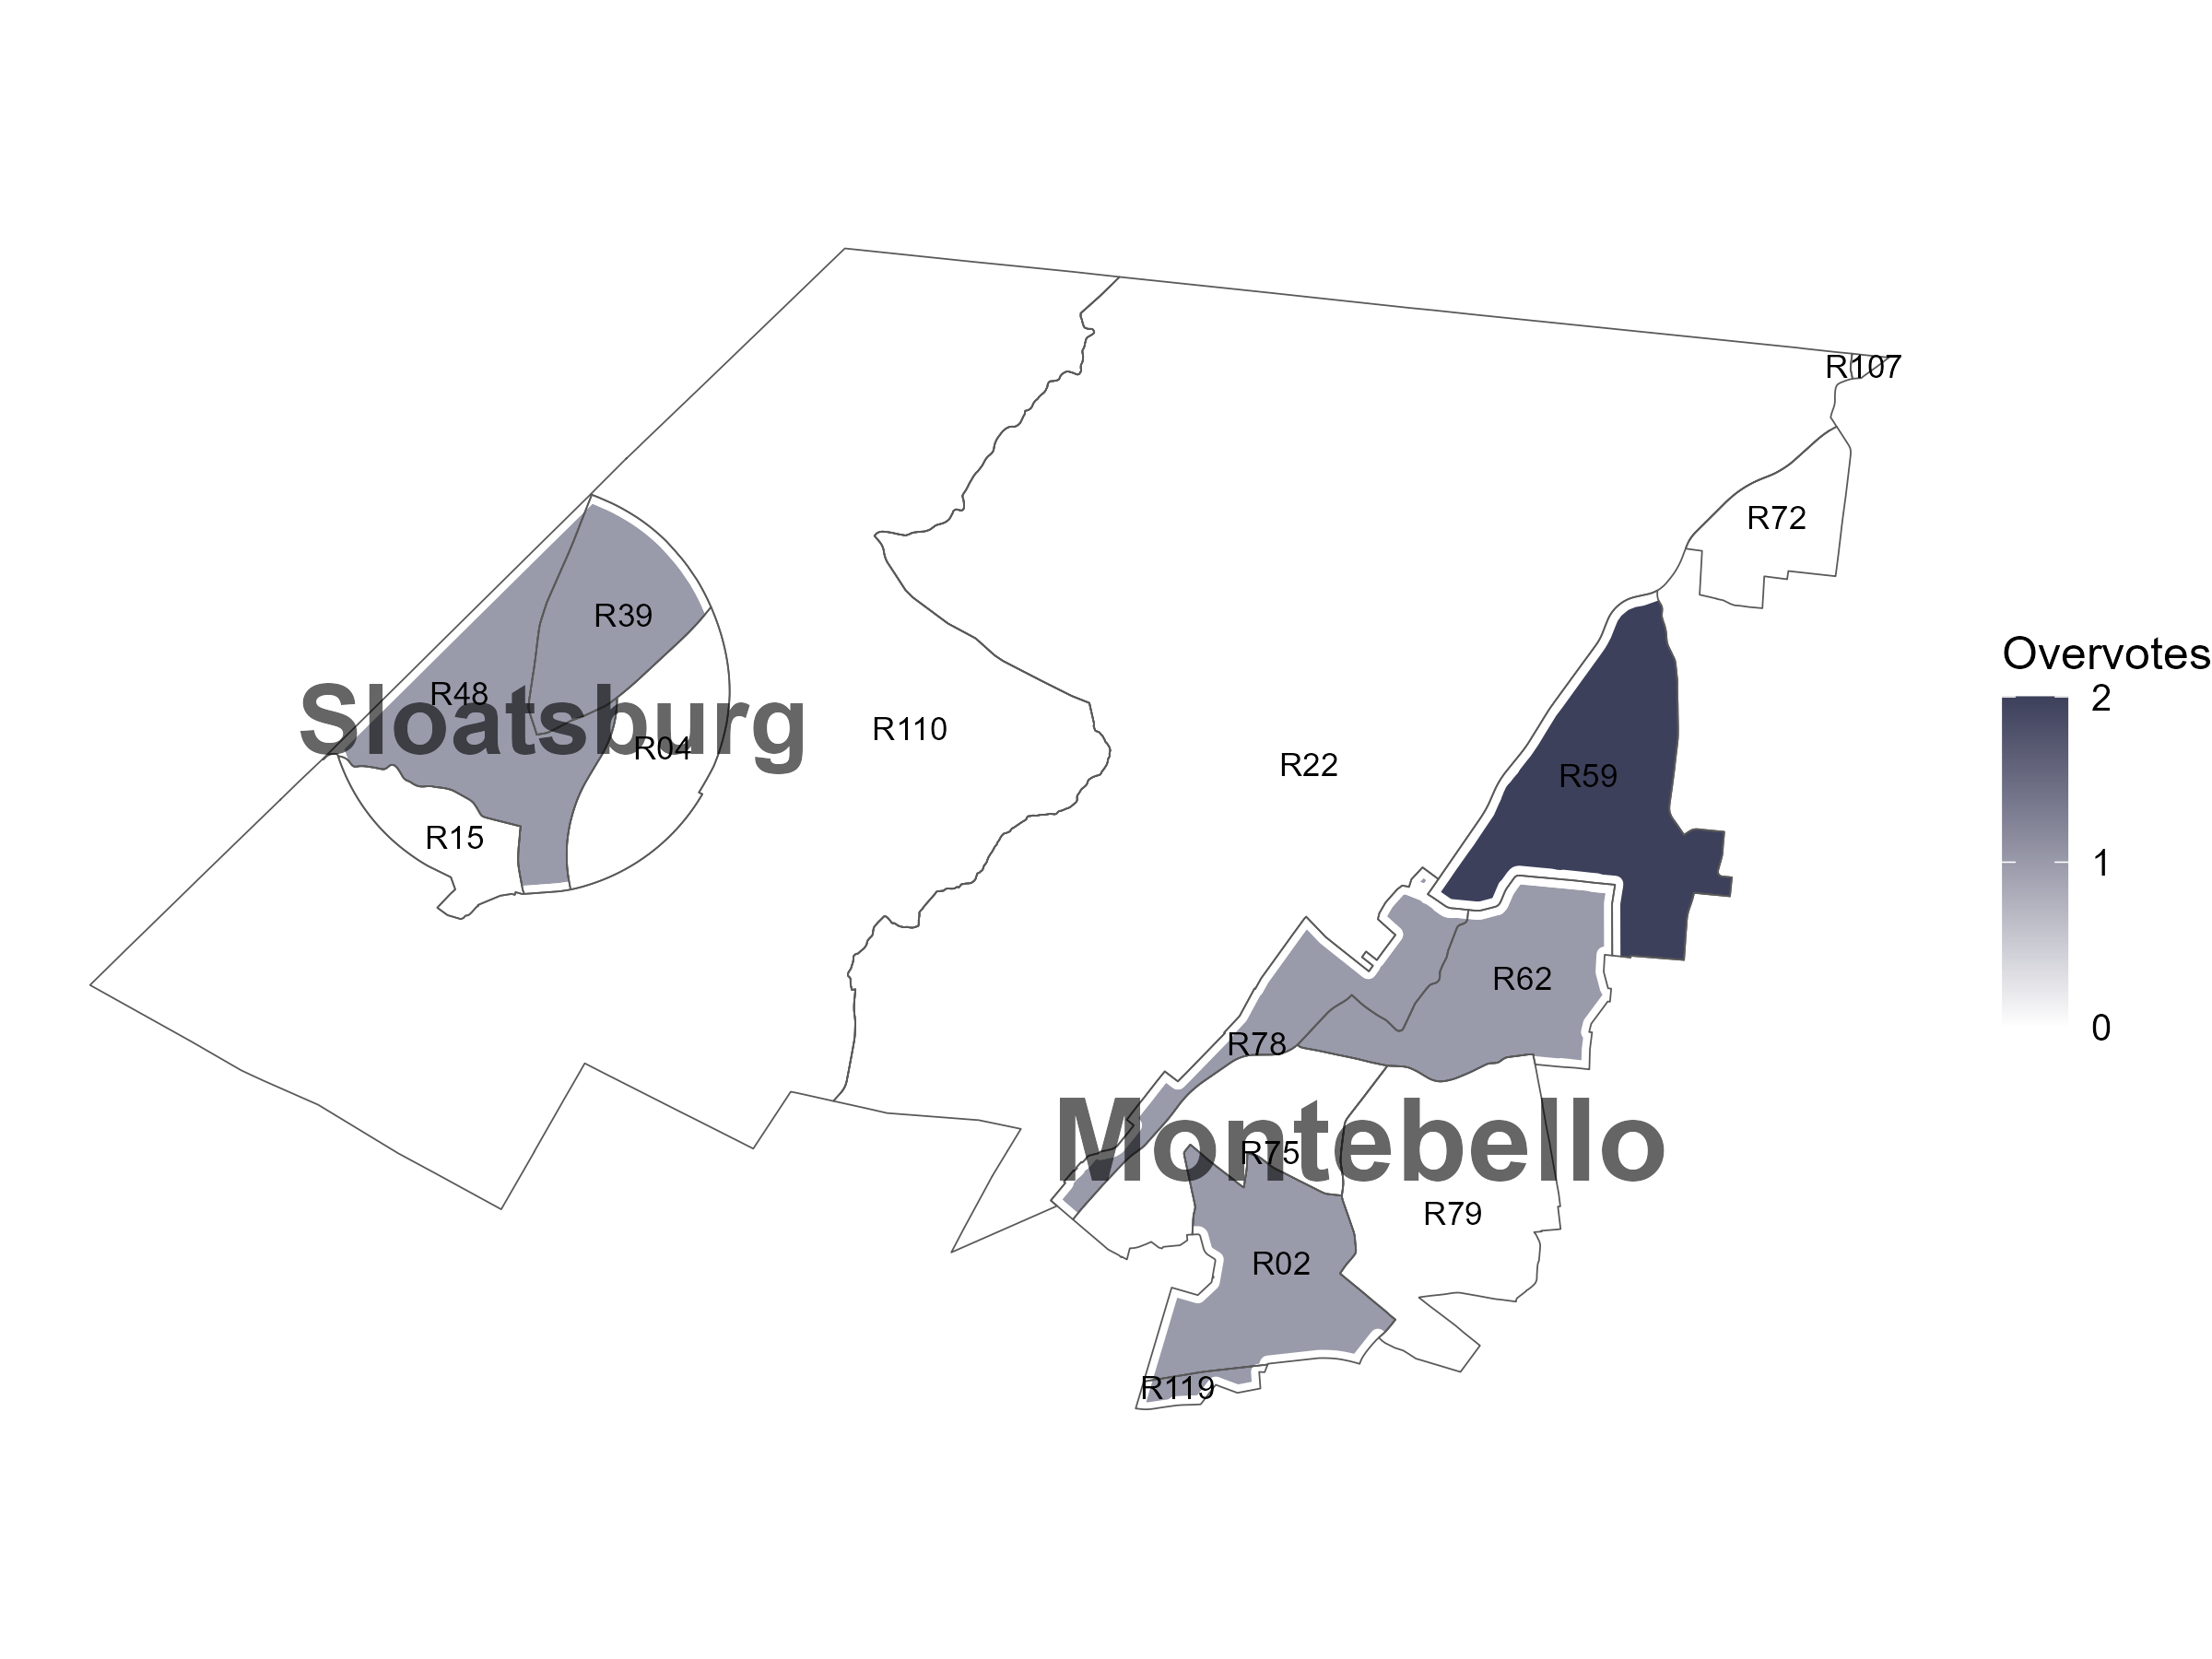 R107
R72
R39
R48
Sloatsburg
R04
R110
R22
R59
R15
R62
R78
Montebello
R75
R79
R02
R119
Overvotes
2
1
0